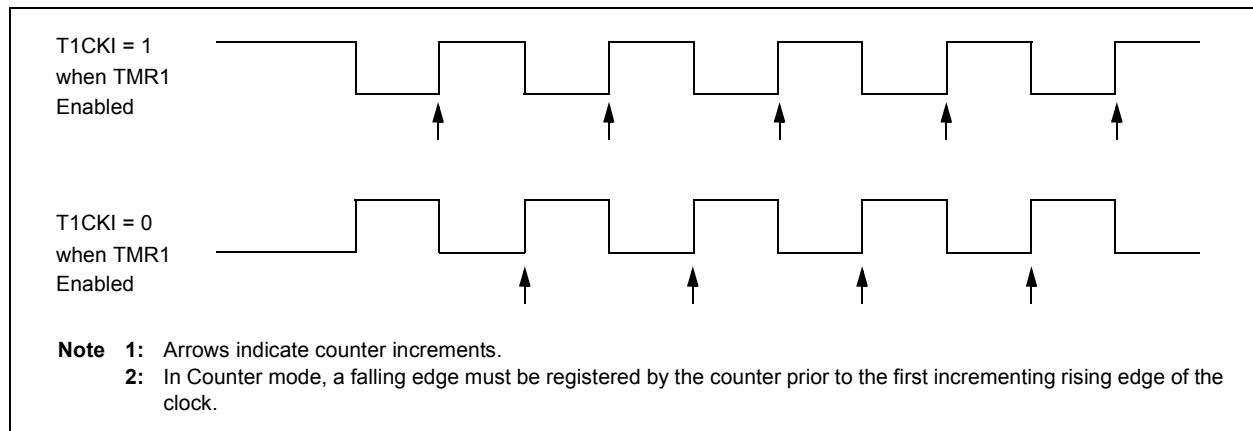 T1CKI = 1
when TMR1
Enabled
T1CKI = 0
when TMR1
Enabled
Note 1: Arrows indicate counter increments.
2: In Counter mode, a falling edge must be registered by the counter prior to the first incrementing rising edge of the
clock.